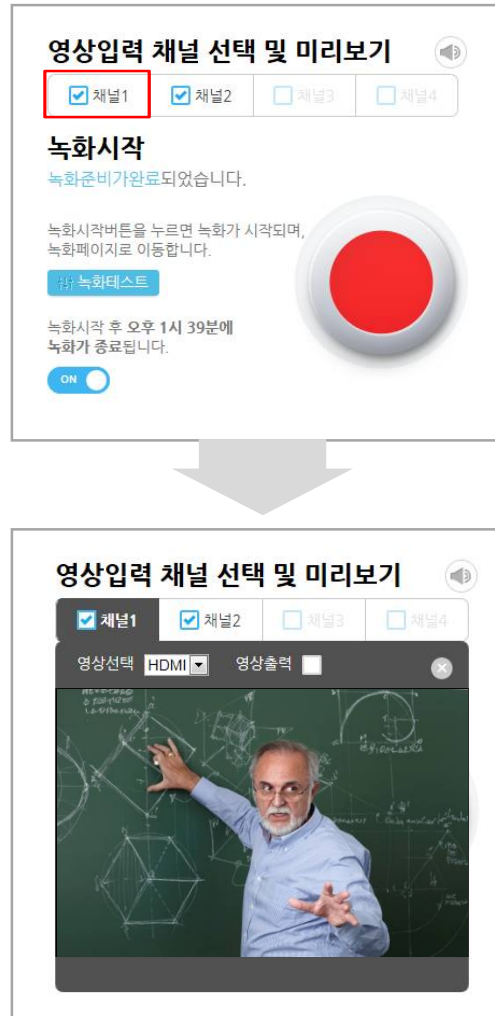 영상입력 채널 선택 및 미리보기
채널1 채널2 채널3 채널4
녹화시작
녹화준비가완료되었습니다.
녹화시작버튼을 누르면 녹화가 시작되며,
녹화페이지로 이동합니다.
녹화테스트
녹화시작 후 오후 1시 39분에
녹화가 종료됩니다.
ON
영상입력 채널 선택 및 미리보기
채널1 채널2 채널3 채널4
영상선택 HDMI 영상출력